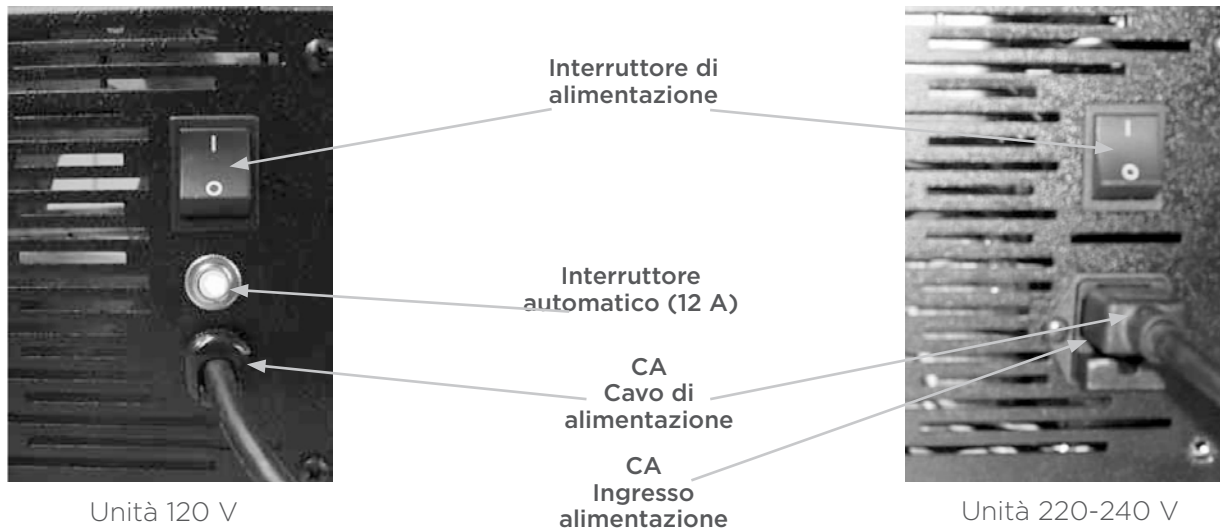 Interruttore di
alimentazione
Interruttore
automatico (12 A)
CA
Cavo di
alimentazione
CA
Ingresso
alimentazione
Unità 120 V
Unità 220-240 V